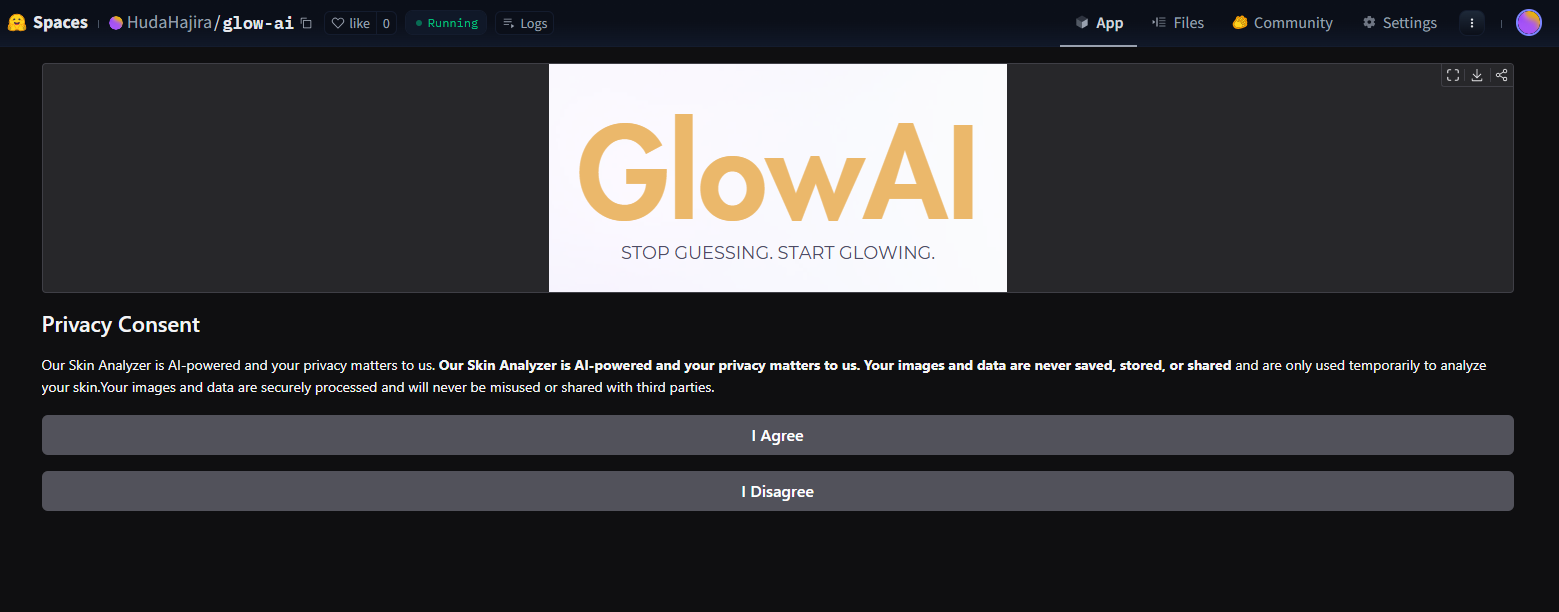 Spaces HudaHajira/glow-ai like 0 Running Logs App Files Community Settings
GlowAI
STOP GUESSING. START GLOWING.
Privacy Consent
Our Skin Analyzer is AI-powered and your privacy matters to us. Our Skin Analyzer is AI-powered and your privacy matters to us. Your images and data are never saved, stored, or shared and are only used temporarily to analyze
your skin.Your images and data are securely processed and will never be misused or shared with third parties.
I Agree
I Disagree